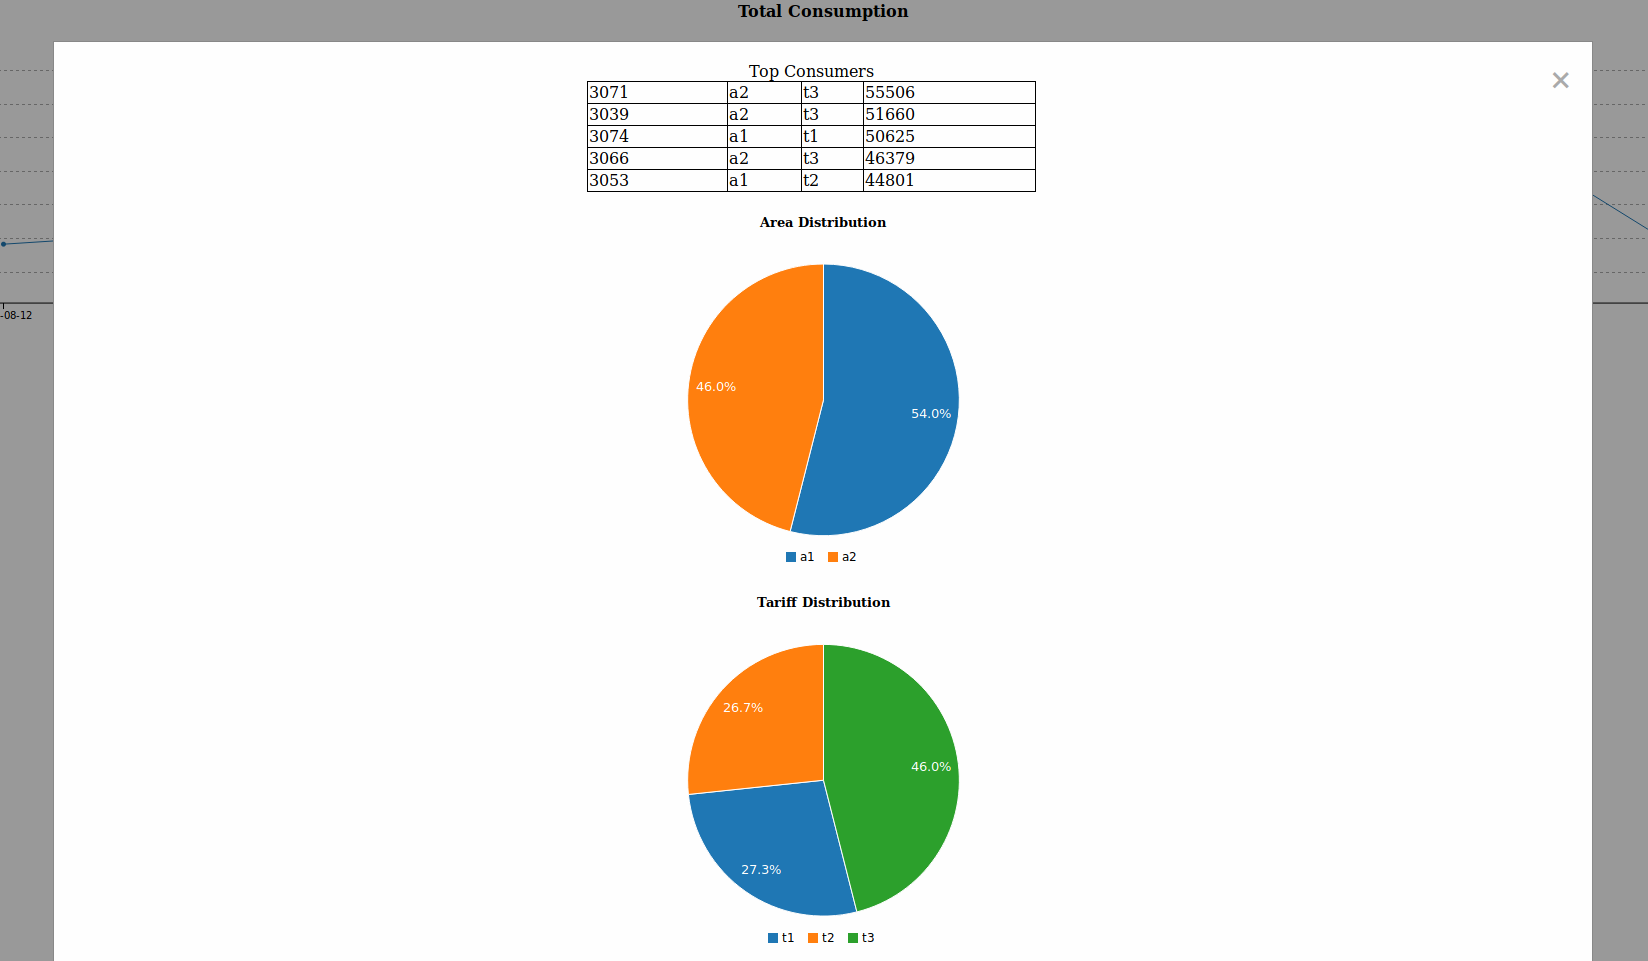 Total Consumption
Top Consumers
3071 a2 t3 55506
3039 a2 t3 51660
3074 a1 t1 50625
3066 a2 t3 46379
3053 a1 t2 44801
×
-08-12
Area Distribution
46.0%
54.0%
a1 a2
Tariff Distribution
26.7%
46.0%
27.3%
t1 t2 t3